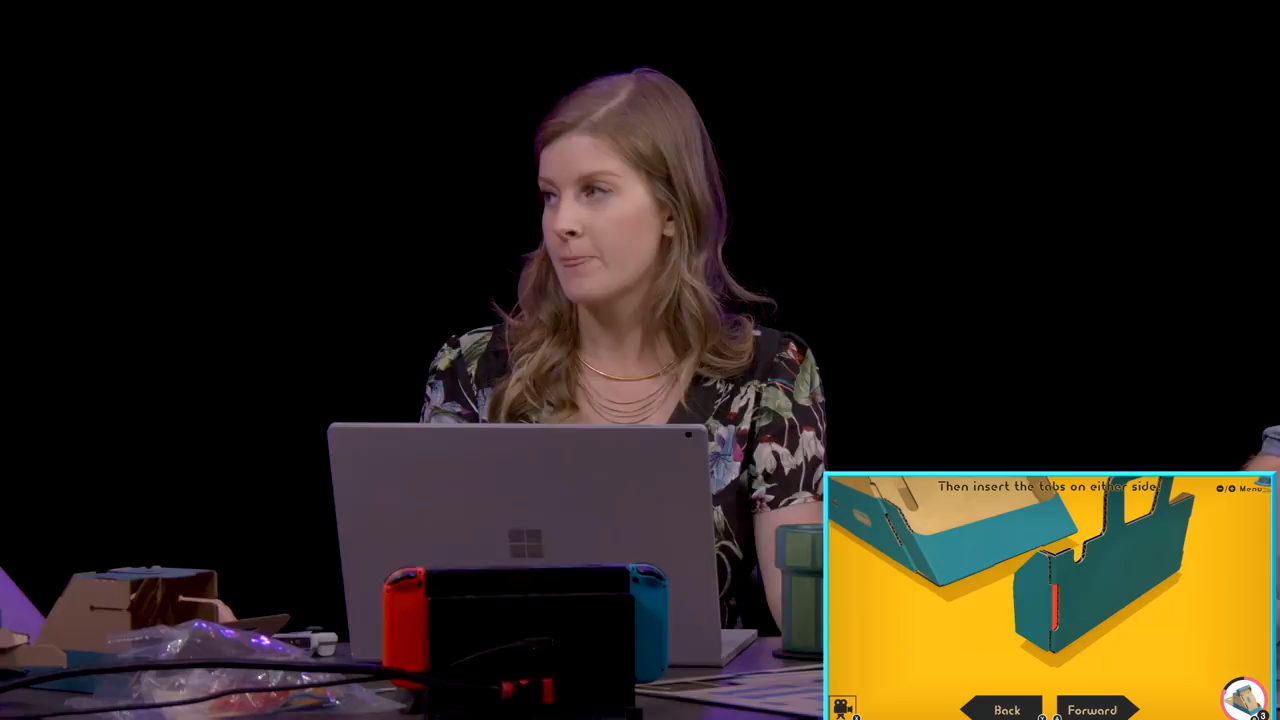 Then insert the tabs on either side!
-/+ Menu
Back
Forward
Y
A